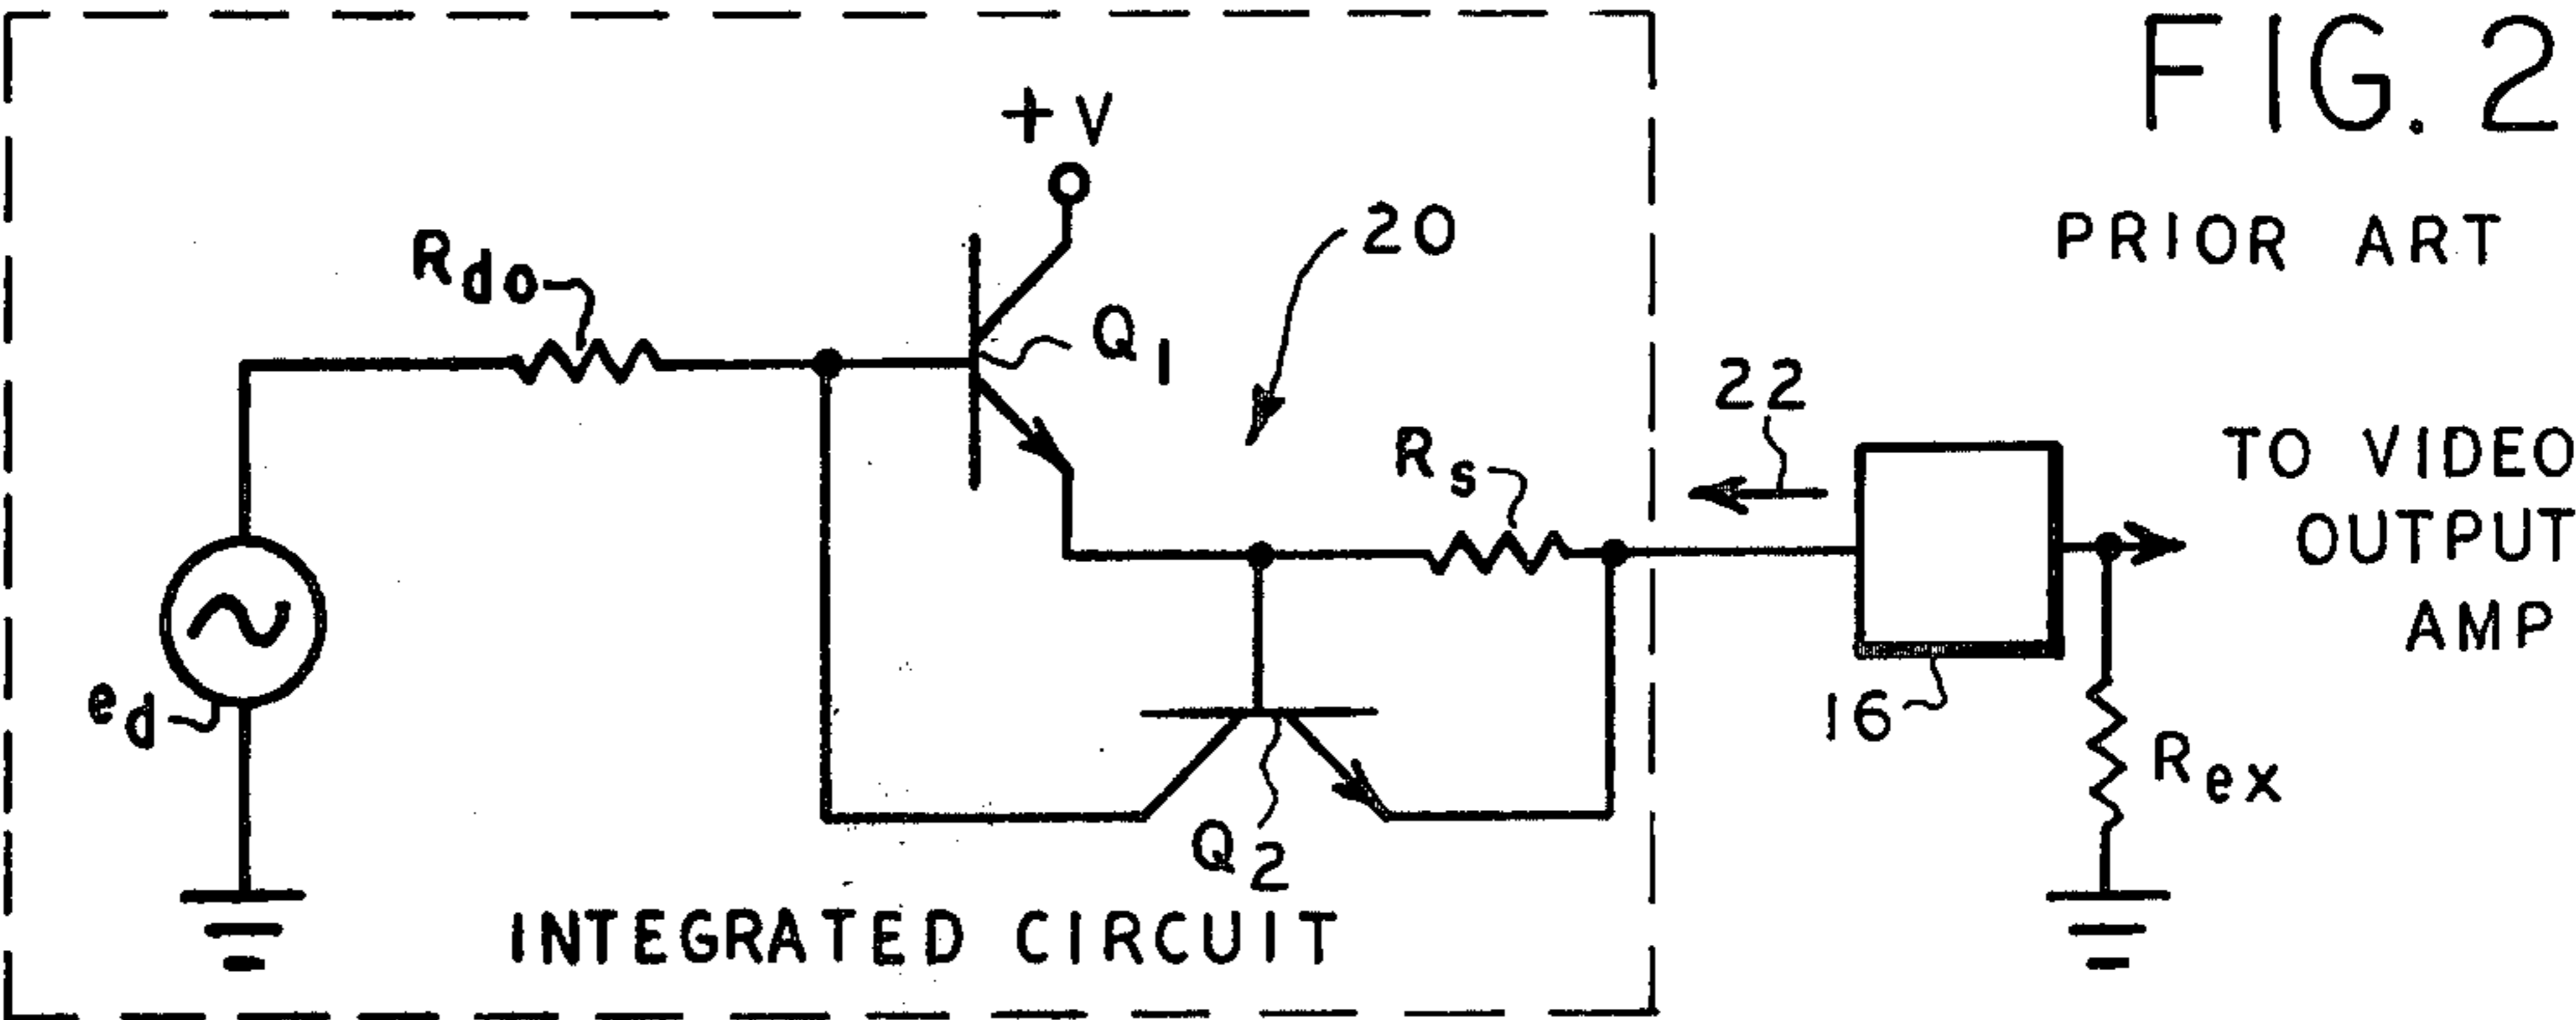 FIG. 2
PRIOR ART
+ V
20
Rdo
Q1
22
Rs
TO VIDEO
OUTPUT
AMP
ed
16
Rex
Q2
INTEGRATED CIRCUIT